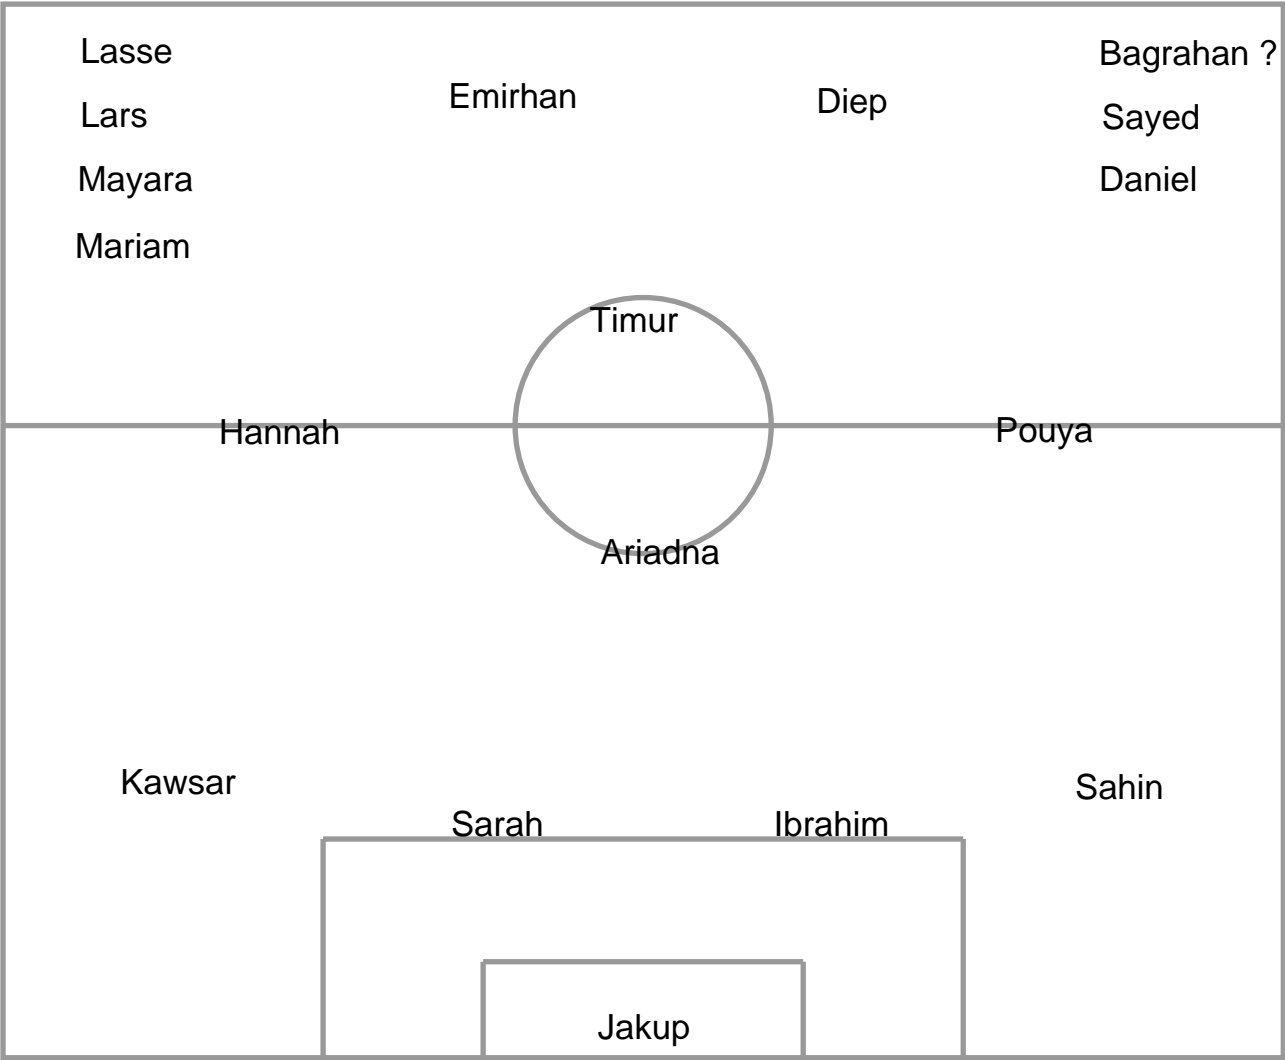 Lasse
Bagrahan ?
Emirhan
Diep
Lars
Sayed
Mayara
Daniel
Mariam
Timur
Hannah
Pouya
Ariadna
Kawsar
Sahin
Sarah
Ibrahim
Jakup